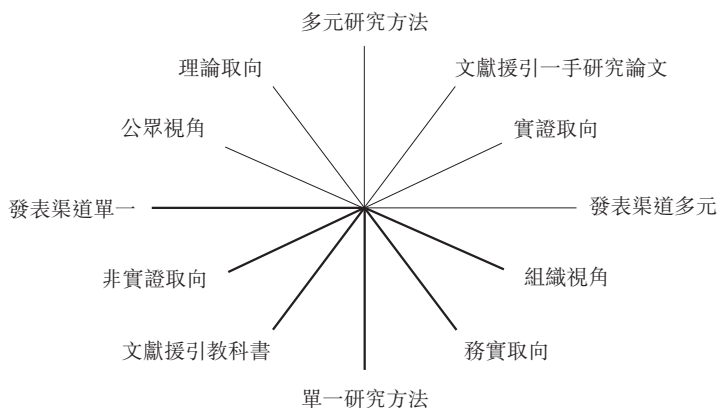 多元研究方法
理論取向
文獻援引一手研究論文
公眾視角
實證取向
發表渠道單一
發表渠道多元
非實證取向
組織視角
文獻援引教科書
務實取向
單一研究方法